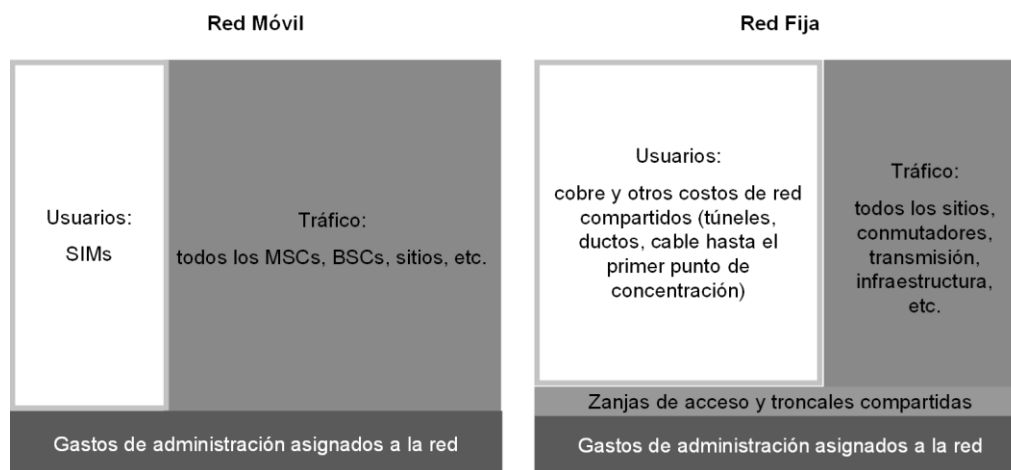 Red Móvil
Usuarios:
SIMs
Tráfico:
todos los MSCs, BSCs, sitios, etc.
Gastos de administración asignados a la red
Red Fija
Usuarios:
cobre y otros costos de red
compartidos (túneles,
ductos, cable hasta el
primer punto de
concentración)
Tráfico:
todos los sitios,
conmutadores,
transmisión,
infraestructura,
etc.
Zanjas de acceso y troncales compartidas
Gastos de administración asignados a la red